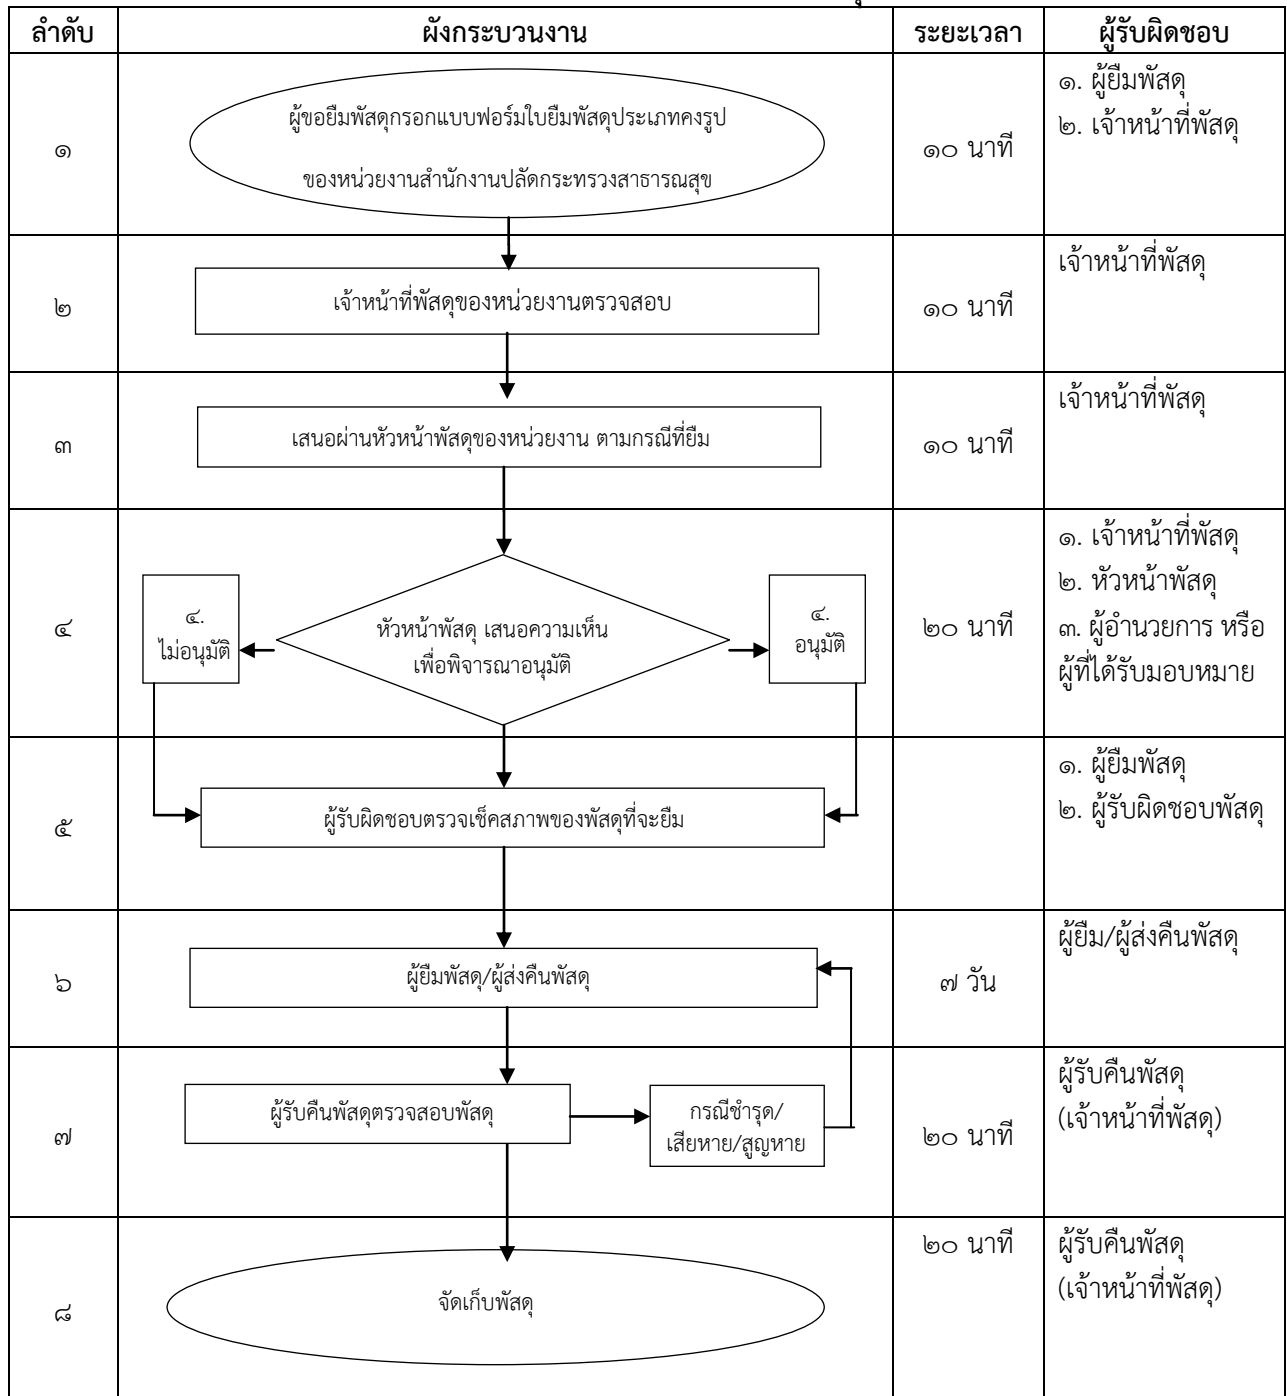 ลำดับ ผังกระบวนงาน ระยะเวลา ผู้รับผิดชอบ
๑
ผู้ขอยืมพัสดุกรอกแบบฟอร์มใบยืมพัสดุประเภทคงรูป
ของหน่วยงานสำนักงานปลัดกระทรวงสาธารณสุข
๑๐ นาที
๑. ผู้ยืมพัสดุ
๒. เจ้าหน้าที่พัสดุ
๒
เจ้าหน้าที่พัสดุของหน่วยงานตรวจสอบ
๑๐ นาที
เจ้าหน้าที่พัสดุ
๓
เสนอผ่านหัวหน้าพัสดุของหน่วยงาน ตามกรณีที่ยืม
๑๐ นาที
เจ้าหน้าที่พัสดุ
๔
๔.
ไม่อนุมัติ
หัวหน้าพัสดุ เสนอความเห็น
เพื่อพิจารณาอนุมัติ
๔.
อนุมัติ
๒๐ นาที
๑. เจ้าหน้าที่พัสดุ
๒. หัวหน้าพัสดุ
๓. ผู้อำนวยการ หรือ
ผู้ที่ได้รับมอบหมาย
๕
ผู้รับผิดชอบตรวจเช็คสภาพของพัสดุที่จะยืม
๑. ผู้ยืมพัสดุ
๒. ผู้รับผิดชอบพัสดุ
๖
ผู้ยืมพัสดุ/ผู้ส่งคืนพัสดุ
๗ วัน
ผู้ยืม/ผู้ส่งคืนพัสดุ
๗
ผู้รับคืนพัสดุตรวจสอบพัสดุ
กรณีชำรุด/
เสียหาย/สูญหาย
๒๐ นาที
ผู้รับคืนพัสดุ
(เจ้าหน้าที่พัสดุ)
๘
จัดเก็บพัสดุ
๒๐ นาที
ผู้รับคืนพัสดุ
(เจ้าหน้าที่พัสดุ)